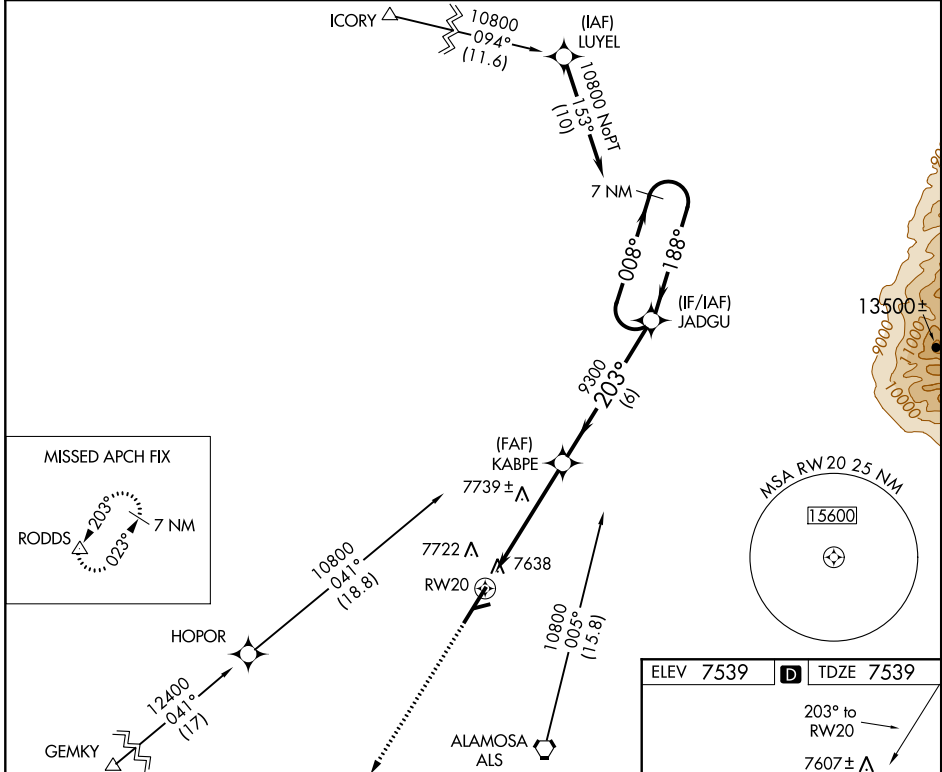 ICORY
10800
094°
(11.6)
(IAF)
LUYEL
10800 NoPT
153°
(10)
7 NM
008°
188°
(IF/IAF)
JADGU
13500±
9000
11000
10000
9300
203°
(6)
(FAF)
KABPE
7739±
7722
7638
RW20
MISSED APCH FIX
RODDS
203°
023°
7 NM
MSA RW20 25 NM
15600
10800
041°
(18.8)
HOPOR
12400
041°
(17)
GEMKY
10800
005°
(15.8)
ALAMOSA
ALS
ELEV 7539 D TDZE 7539
203° to
RW20
7607±